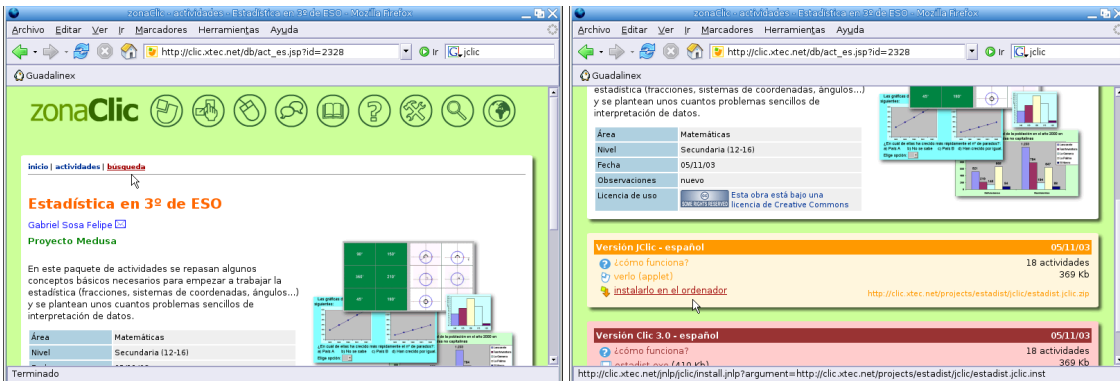 zonaClic - actividades - Estadística en 3º de ESO - Mozilla Firefox
Archivo Editar Ver Ir Marcadores Herramientas Ayuda
http://clic.xtec.net/db/act_es.jsp?id=2328 Ir jclic
Guadalinex
zonaClic
inicio | actividades | búsqueda
Estadística en 3º de ESO
Gabriel Sosa Felipe
Proyecto Medusa
En este paquete de actividades se repasan algunos
conceptos básicos necesarios para empezar a trabajar la
estadística (fracciones, sistemas de coordenadas, ángulos...)
y se plantean unos cuantos problemas sencillos de
interpretación de datos.
Área Matemáticas
Nivel Secundaria (12-16)
Terminado
zonaClic - actividades - Estadística en 3º de ESO - Mozilla Firefox
Archivo Editar Ver Ir Marcadores Herramientas Ayuda
http://clic.xtec.net/db/act_es.jsp?id=2328 Ir jclic
Guadalinex
estadística (fracciones, sistemas de coordenadas, ángulos...)
y se plantean unos cuantos problemas sencillos de
interpretación de datos.
Área Matemáticas
Nivel Secundaria (12-16)
Fecha 05/11/03
Observaciones nuevo
Licencia de uso SOME RIGHTS RESERVED Esta obra está bajo una
licencia de Creative Commons
Versión JClic - español 05/11/03
¿cómo funciona? 18 actividades
verlo (applet) 369 Kb
instalarlo en el ordenador http://clic.xtec.net/projects/estadist/jclic/estadist.jclic.zip
Versión Clic 3.0 - español 05/11/03
¿cómo funciona? 18 actividades
estadist.exe (410 Kb) 369 Kb
http://clic.xtec.net/jnlp/jclic/install.jnlp?argument=http://clic.xtec.net/projects/estadist/jclic/estadist.jclic.inst